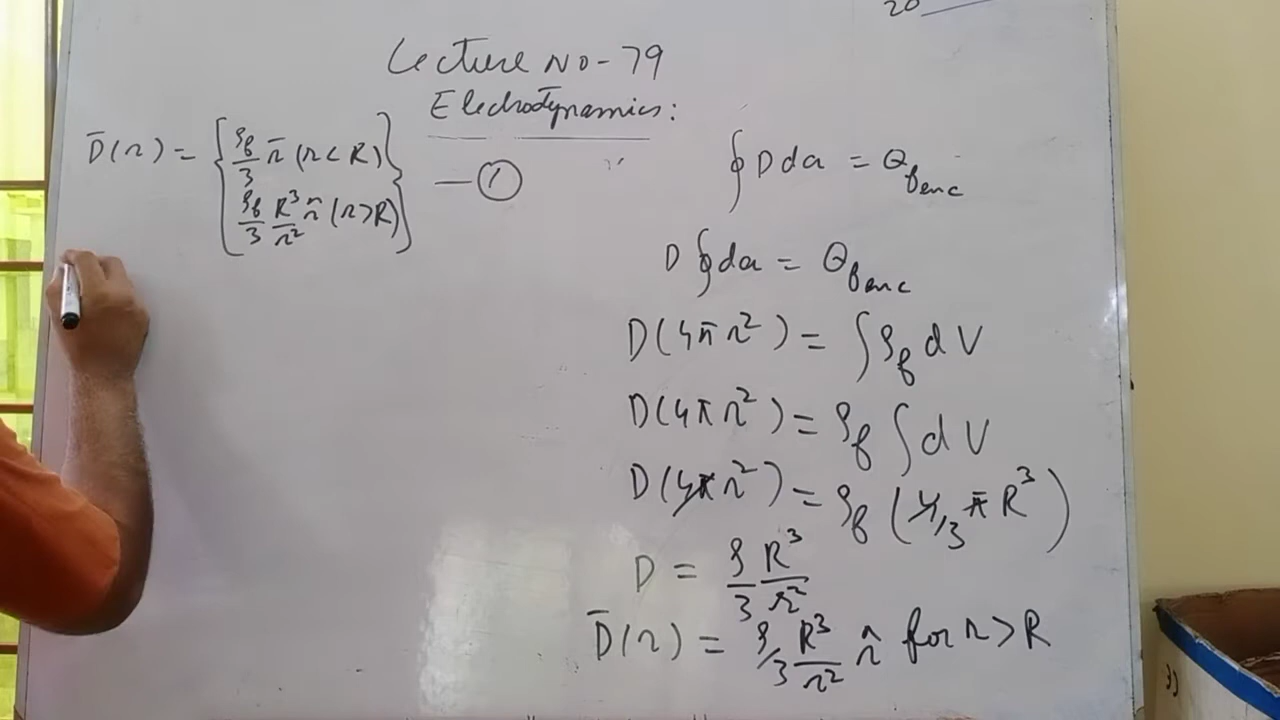 20
Lecture NO-79
Electrodynamics:
D̄(r) = { ρf/3 r̄ (r<R)
ρf/3 R³/r² r̂ (r>R) } — ①
∮ D da = Qfenc
D ∮ da = Qfenc
D(4πr²) = ∫ ρf dV
D(4πr²) = ρf ∫ dV
D(4πr²) = ρf (4/3 π R³)
D = ρ/3 R³/r²
D̄(r) = ρ/3 R³/r² r̂ for r>R